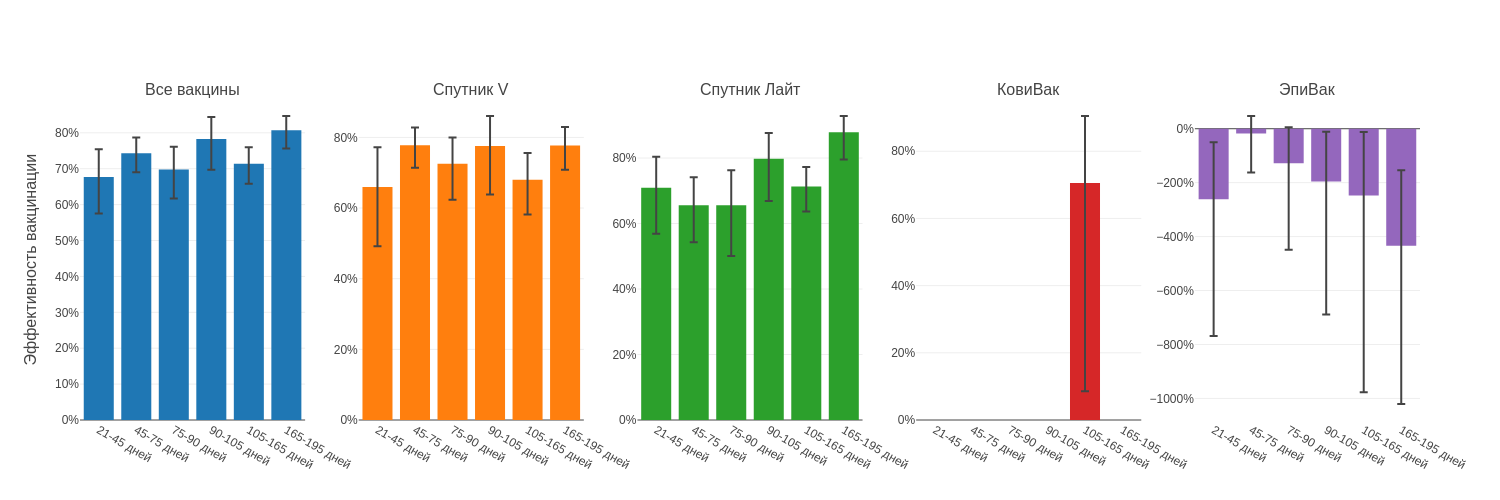 Все вакцины
Спутник V
Спутник Лайт
КовиВак
ЭпиВак
Эффективность вакцинации
80%
70%
60%
50%
40%
30%
20%
10%
0%
21-45 дней
45-75 дней
75-90 дней
90-105 дней
105-165 дней
165-195 дней
80%
60%
40%
20%
0%
21-45 дней
45-75 дней
75-90 дней
90-105 дней
105-165 дней
165-195 дней
80%
60%
40%
20%
0%
21-45 дней
45-75 дней
75-90 дней
90-105 дней
105-165 дней
165-195 дней
80%
60%
40%
20%
0%
21-45 дней
45-75 дней
75-90 дней
90-105 дней
105-165 дней
165-195 дней
0%
−200%
−400%
−600%
−800%
−1000%
21-45 дней
45-75 дней
75-90 дней
90-105 дней
105-165 дней
165-195 дней